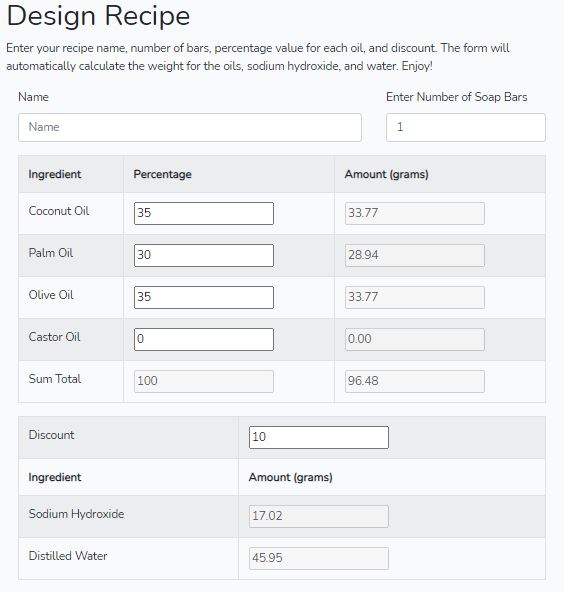 Design Recipe
Enter your recipe name, number of bars, percentage value for each oil, and discount. The form will
automatically calculate the weight for the oils, sodium hydroxide, and water. Enjoy!
Name Enter Number of Soap Bars
Name 1
Ingredient Percentage Amount (grams)
Coconut Oil 35 33.77
Palm Oil 30 28.94
Olive Oil 35 33.77
Castor Oil 0 0.00
Sum Total 100 96.48
Discount 10
Ingredient Amount (grams)
Sodium Hydroxide 17.02
Distilled Water 45.95